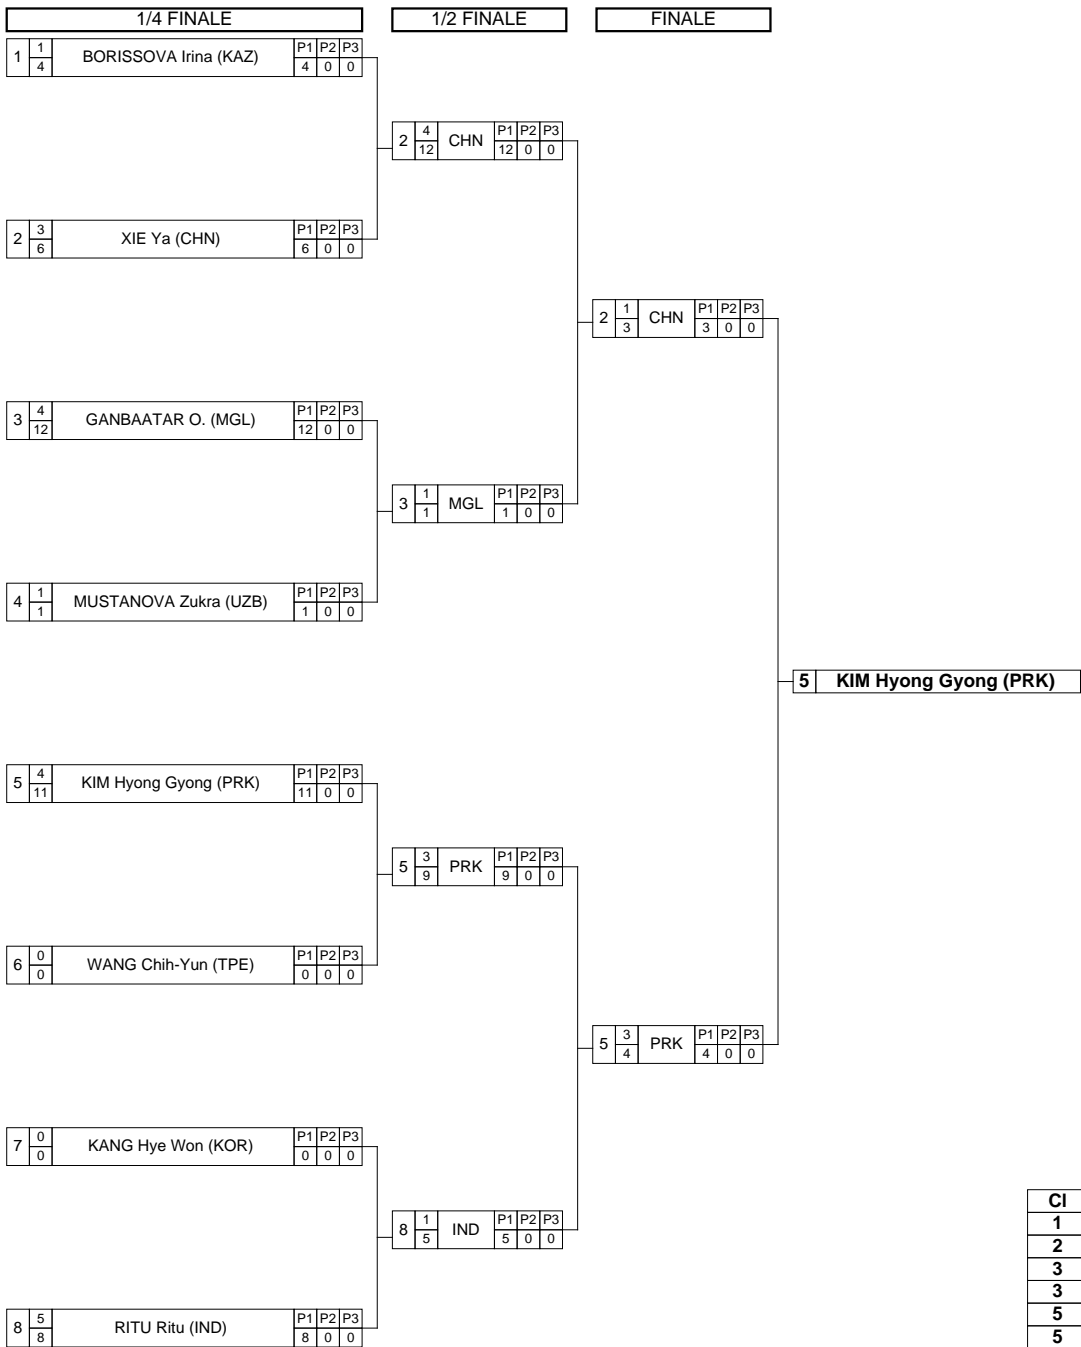 1/4 FINALE 1/2 FINALE FINALE
1 1 4 BORISSOVA Irina (KAZ) P1 P2 P3 4 0 0
2 4 12 CHN P1 P2 P3 12 0 0
2 3 6 XIE Ya (CHN) P1 P2 P3 6 0 0
2 1 3 CHN P1 P2 P3 3 0 0
3 4 12 GANBAATAR O. (MGL) P1 P2 P3 12 0 0
3 1 1 MGL P1 P2 P3 1 0 0
4 1 1 MUSTANOVA Zukra (UZB) P1 P2 P3 1 0 0
5 KIM Hyong Gyong (PRK)
5 4 11 KIM Hyong Gyong (PRK) P1 P2 P3 11 0 0
5 3 9 PRK P1 P2 P3 9 0 0
6 0 0 WANG Chih-Yun (TPE) P1 P2 P3 0 0 0
5 3 4 PRK P1 P2 P3 4 0 0
7 0 0 KANG Hye Won (KOR) P1 P2 P3 0 0 0
8 1 5 IND P1 P2 P3 5 0 0
8 5 8 RITU Ritu (IND) P1 P2 P3 8 0 0
Cl
1
2
3
3
5
5